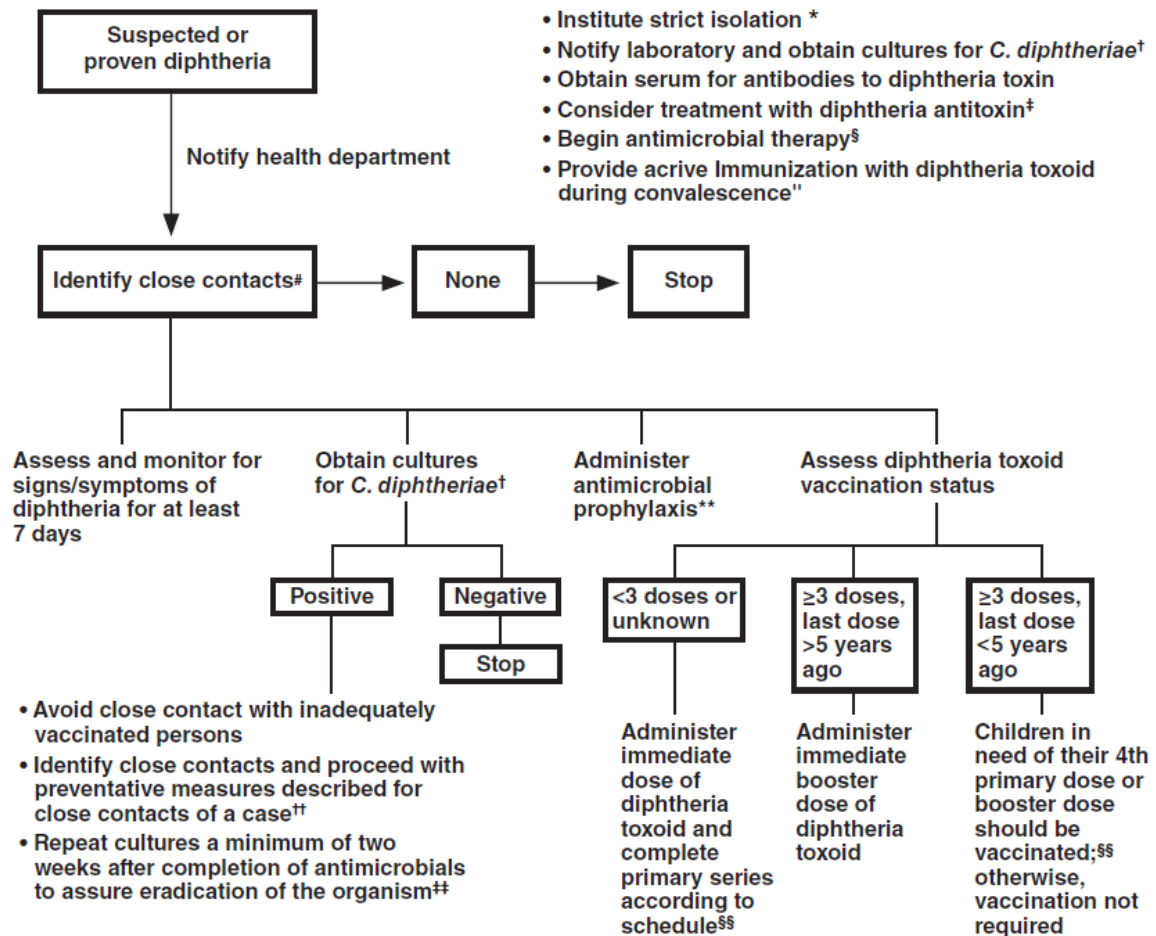 Suspected or
proven diphtheria
• Institute strict isolation *
• Notify laboratory and obtain cultures for C. diphtheriae†
• Obtain serum for antibodies to diphtheria toxin
• Consider treatment with diphtheria antitoxin‡
• Begin antimicrobial therapy§
• Provide acrive Immunization with diphtheria toxoid
during convalescence"
Notify health department
Identify close contacts#
None
Stop
Assess and monitor for
signs/symptoms of
diphtheria for at least
7 days
Obtain cultures
for C. diphtheriae†
Administer
antimicrobial
prophylaxis**
Assess diphtheria toxoid
vaccination status
Positive
Negative
Stop
• Avoid close contact with inadequately
vaccinated persons
• Identify close contacts and proceed with
preventative measures described for
close contacts of a case††
• Repeat cultures a minimum of two
weeks after completion of antimicrobials
to assure eradication of the organism‡‡
<3 doses or
unknown
≥3 doses,
last dose
>5 years
ago
≥3 doses,
last dose
<5 years
ago
Administer
immediate
dose of
diphtheria
toxoid and
complete
primary series
according to
schedule§§
Administer
immediate
booster
dose of
diphtheria
toxoid
Children in
need of their 4th
primary dose or
booster dose
should be
vaccinated;§§
otherwise,
vaccination not
required